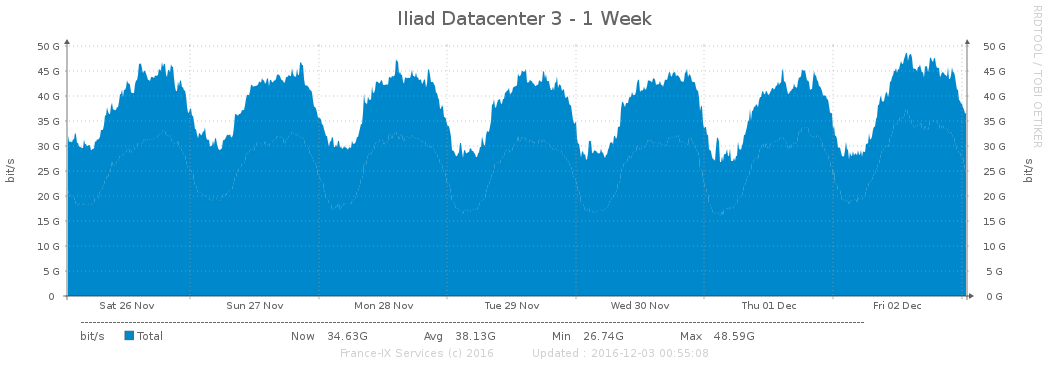 Iliad Datacenter 3 - 1 Week
RRDTOOL / TOBI OETIKER
50 G 50 G
45 G 45 G
40 G 40 G
35 G 35 G
30 G 30 G
25 G 25 G
20 G 20 G
15 G 15 G
10 G 10 G
5 G 5 G
0 0 G
bit/s bit/s
Sat 26 Nov Sun 27 Nov Mon 28 Nov Tue 29 Nov Wed 30 Nov Thu 01 Dec Fri 02 Dec
bit/s Total Now 34.63G Avg 38.13G Min 26.74G Max 48.59G
France-IX Services (c) 2016 Updated : 2016-12-03 00:55:08